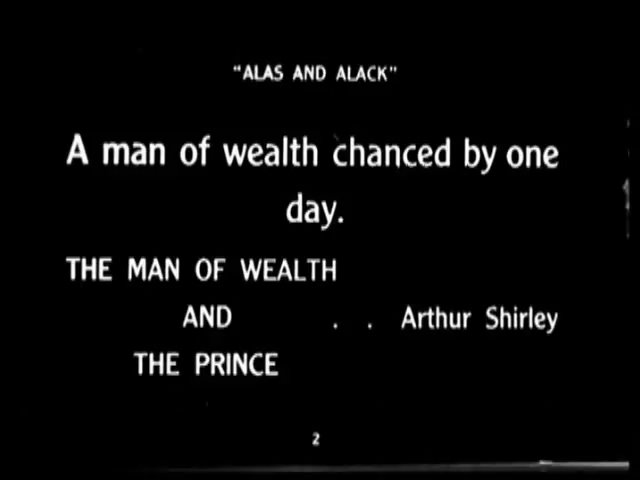 "ALAS AND ALACK"
A man of wealth chanced by one
day.
THE MAN OF WEALTH
AND . . Arthur Shirley
THE PRINCE
2